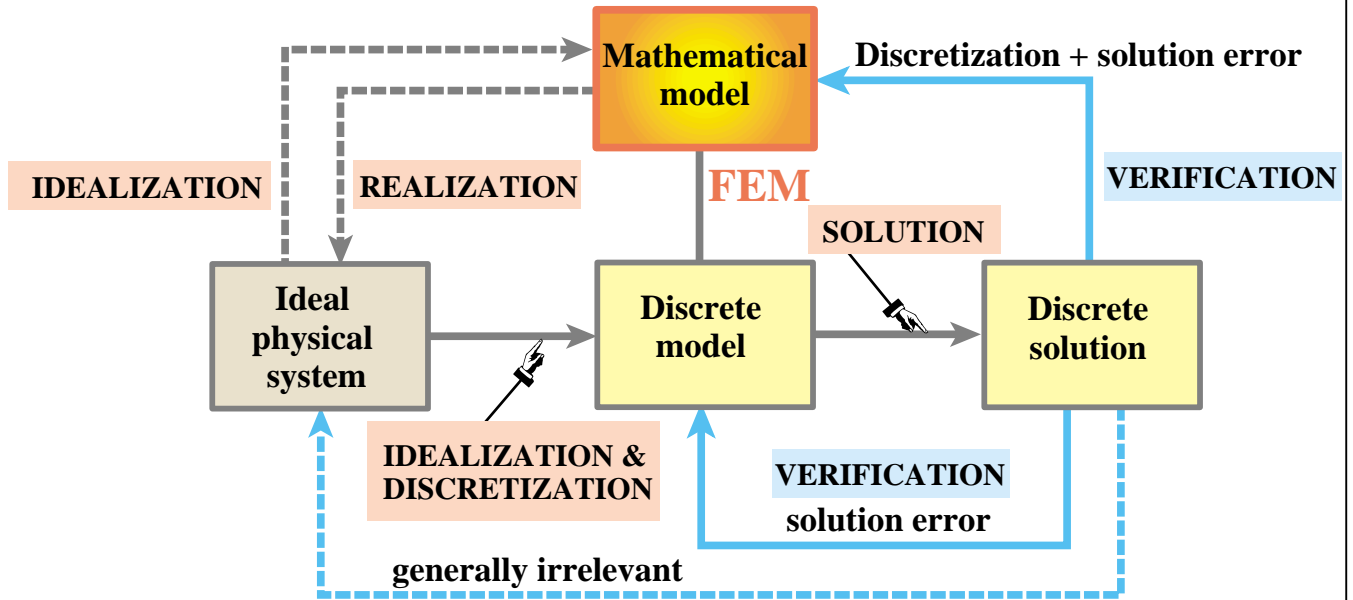 Mathematical
model
Discretization + solution error
IDEALIZATION
REALIZATION
FEM
VERIFICATION
SOLUTION
Ideal
physical
system
Discrete
model
Discrete
solution
IDEALIZATION &
DISCRETIZATION
VERIFICATION
solution error
generally irrelevant